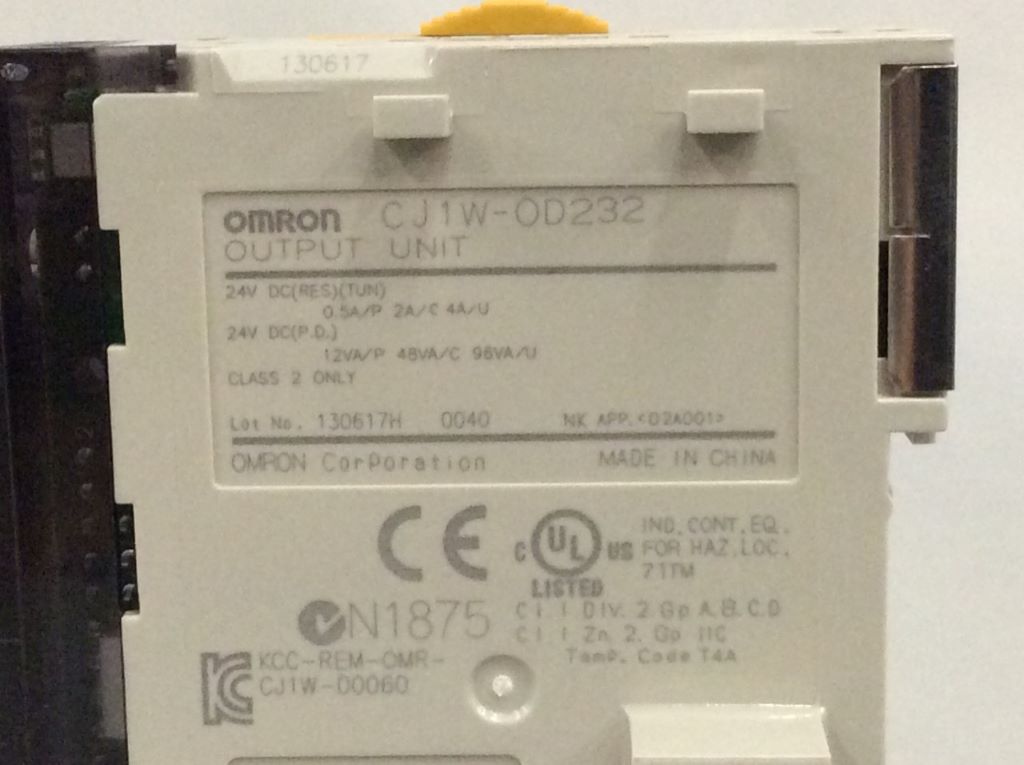 130617
OMRON CJ1W-OD232
OUTPUT UNIT
24V DC(RES)(TUN)
0.5A/P 2A/C 4A/U
24V DC(P.D.)
12VA/P 48VA/C 96VA/U
CLASS 2 ONLY
Lot No. 130617H 0040 NK APP.<02A001>
OMRON Corporation MADE IN CHINA
CE
C UL US
LISTED
IND. CONT. EQ.
FOR HAZ. LOC.
71TM
N1875
Cl. I Div. 2 Gp A.B.C.D
Cl. I Zn 2. Gp IIC
Temp. Code T4A
KCC-REM-OMR-
CJ1W-D0060